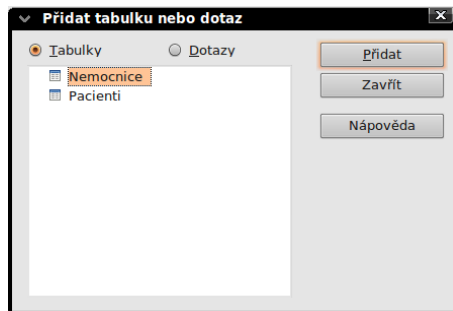 Přidat tabulku nebo dotaz
Tabulky Dotazy
Nemocnice
Pacienti
Přidat
Zavřít
Nápověda